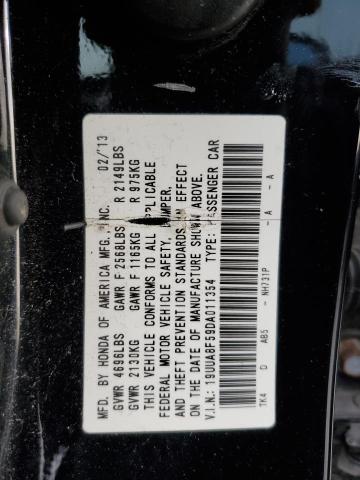 MFD. BY HONDA OF AMERICA MFG., INC. 02/'13
GVWR 4696LBS GAWR F 2568LBS R 2149LBS
GVWR 2130KG GAWR F 1165KG R 975KG
THIS VEHICLE CONFORMS TO ALL APPLICABLE
FEDERAL MOTOR VEHICLE SAFETY, BUMPER,
AND THEFT PREVENTION STANDARDS IN EFFECT
ON THE DATE OF MANUFACTURE SHOWN ABOVE.
V.I.N.: 19UUA8F59DA011354 TYPE: PASSENGER CAR
TK4 D AB5 - NH731P - A - A